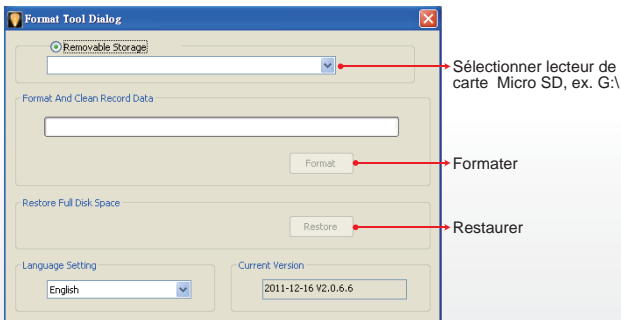 Format Tool Dialog
Removable Storage
Sélectionner lecteur de
carte Micro SD, ex. G:\
Format And Clean Record Data
Format
Formater
Restore Full Disk Space
Restore
Restaurer
Language Setting
Current Version
English
2011-12-16 V2.0.6.6